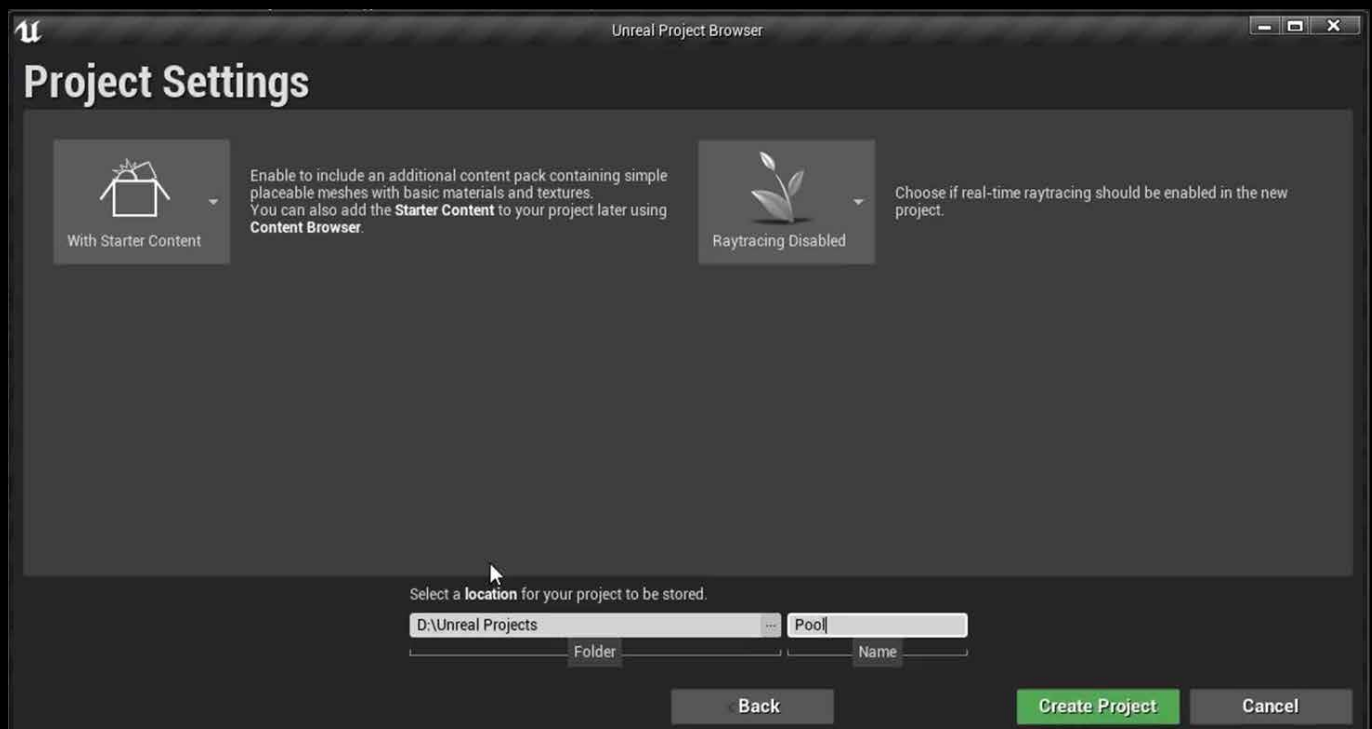 Unreal Project Browser
Project Settings
With Starter Content
Enable to include an additional content pack containing simple
placeable meshes with basic materials and textures.
You can also add the Starter Content to your project later using
Content Browser.
Raytracing Disabled
Choose if real-time raytracing should be enabled in the new
project.
Select a location for your project to be stored.
D:\Unreal Projects
...
Pool
Folder
Name
Back
Create Project
Cancel